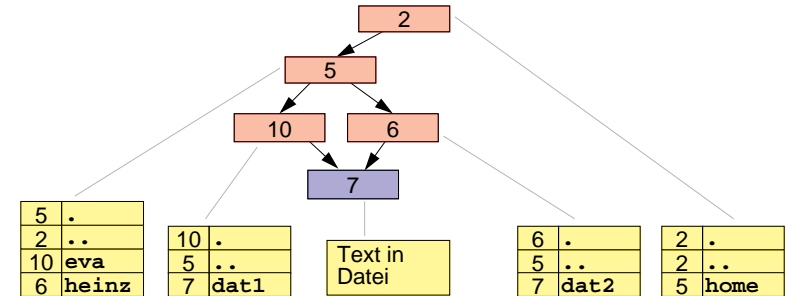 2
5
10
6
7
5 .
2 ..
10 eva
6 heinz
10 .
5 ..
7 dat1
Text in
Datei
6 .
5 ..
7 dat2
2 .
2 ..
5 home